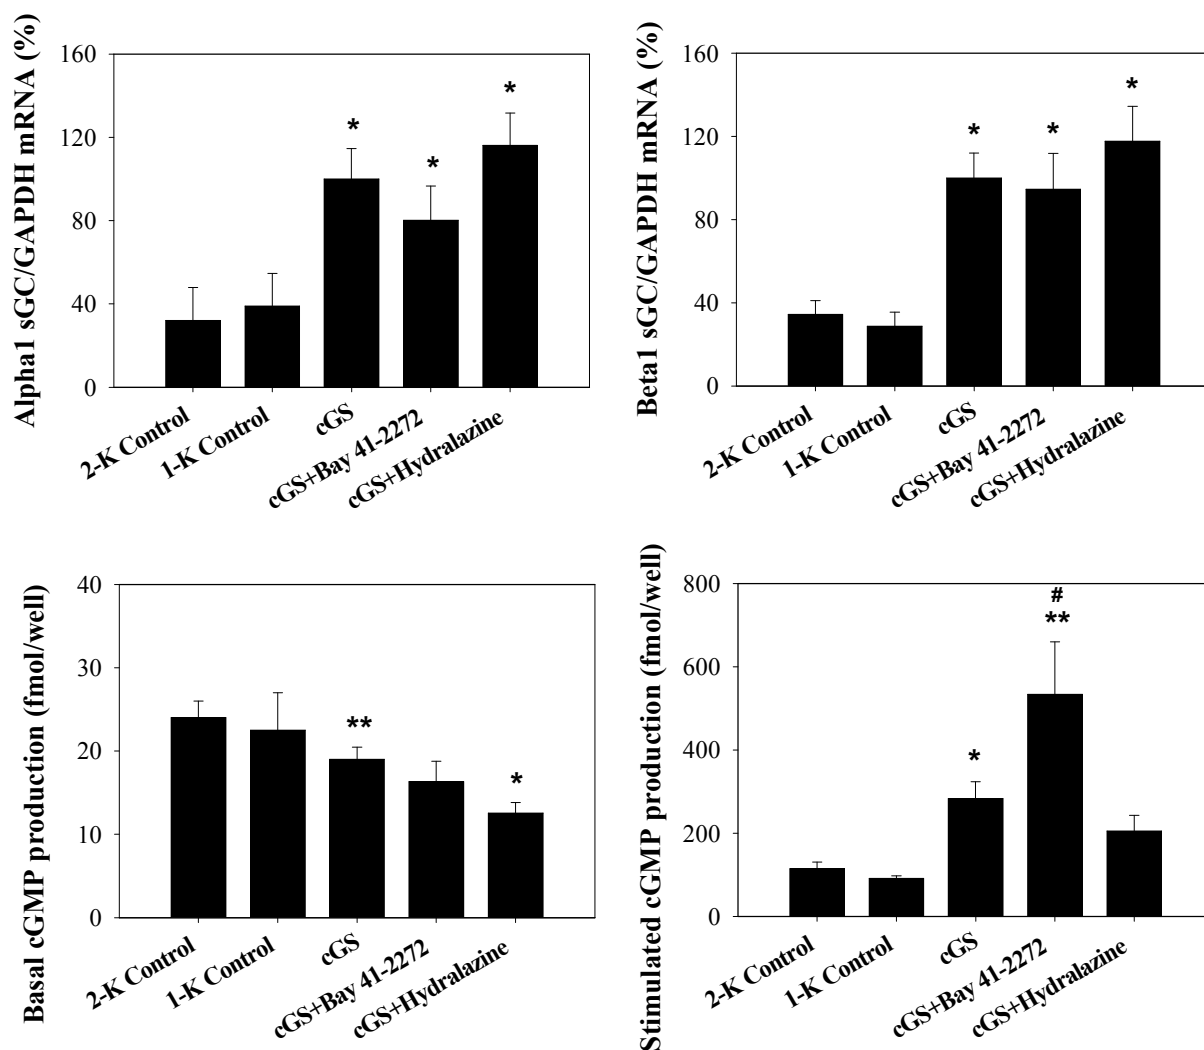 Alpha1 sGC/GAPDH mRNA (%)
160
120
80
40
0
*
*
*
2-K Control
1-K Control
cGS
cGS+Bay 41-2272
cGS+Hydralazine
Beta1 sGC/GAPDH mRNA (%)
160
120
80
40
0
*
*
*
2-K Control
1-K Control
cGS
cGS+Bay 41-2272
cGS+Hydralazine
Basal cGMP production (fmol/well)
40
30
20
10
0
**
*
2-K Control
1-K Control
cGS
cGS+Bay 41-2272
cGS+Hydralazine
Stimulated cGMP production (fmol/well)
800
600
400
200
0
*
#
**
2-K Control
1-K Control
cGS
cGS+Bay 41-2272
cGS+Hydralazine